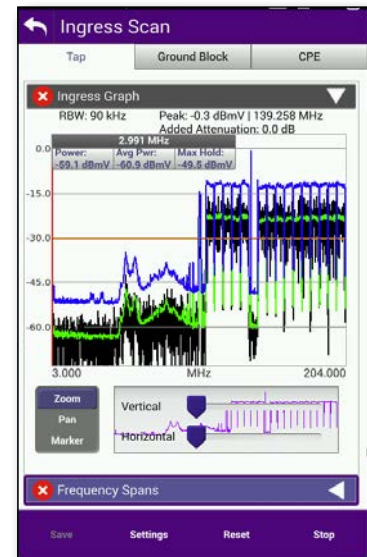 Ingress Scan
Tap Ground Block CPE
Ingress Graph
RBW: 90 kHz Peak: -0.3 dBmV | 139.258 MHz
Added Attenuation: 0.0 dB
2.991 MHz
Power: Avg Pwr: Max Hold:
-59.1 dBmV -60.9 dBmV -49.5 dBmV
0.0
-15.0
-30.0
-45.0
-60.0
3.000 MHz 204.000
Zoom
Pan
Marker
Vertical
Horizontal
Frequency Spans
Save Settings Reset Stop